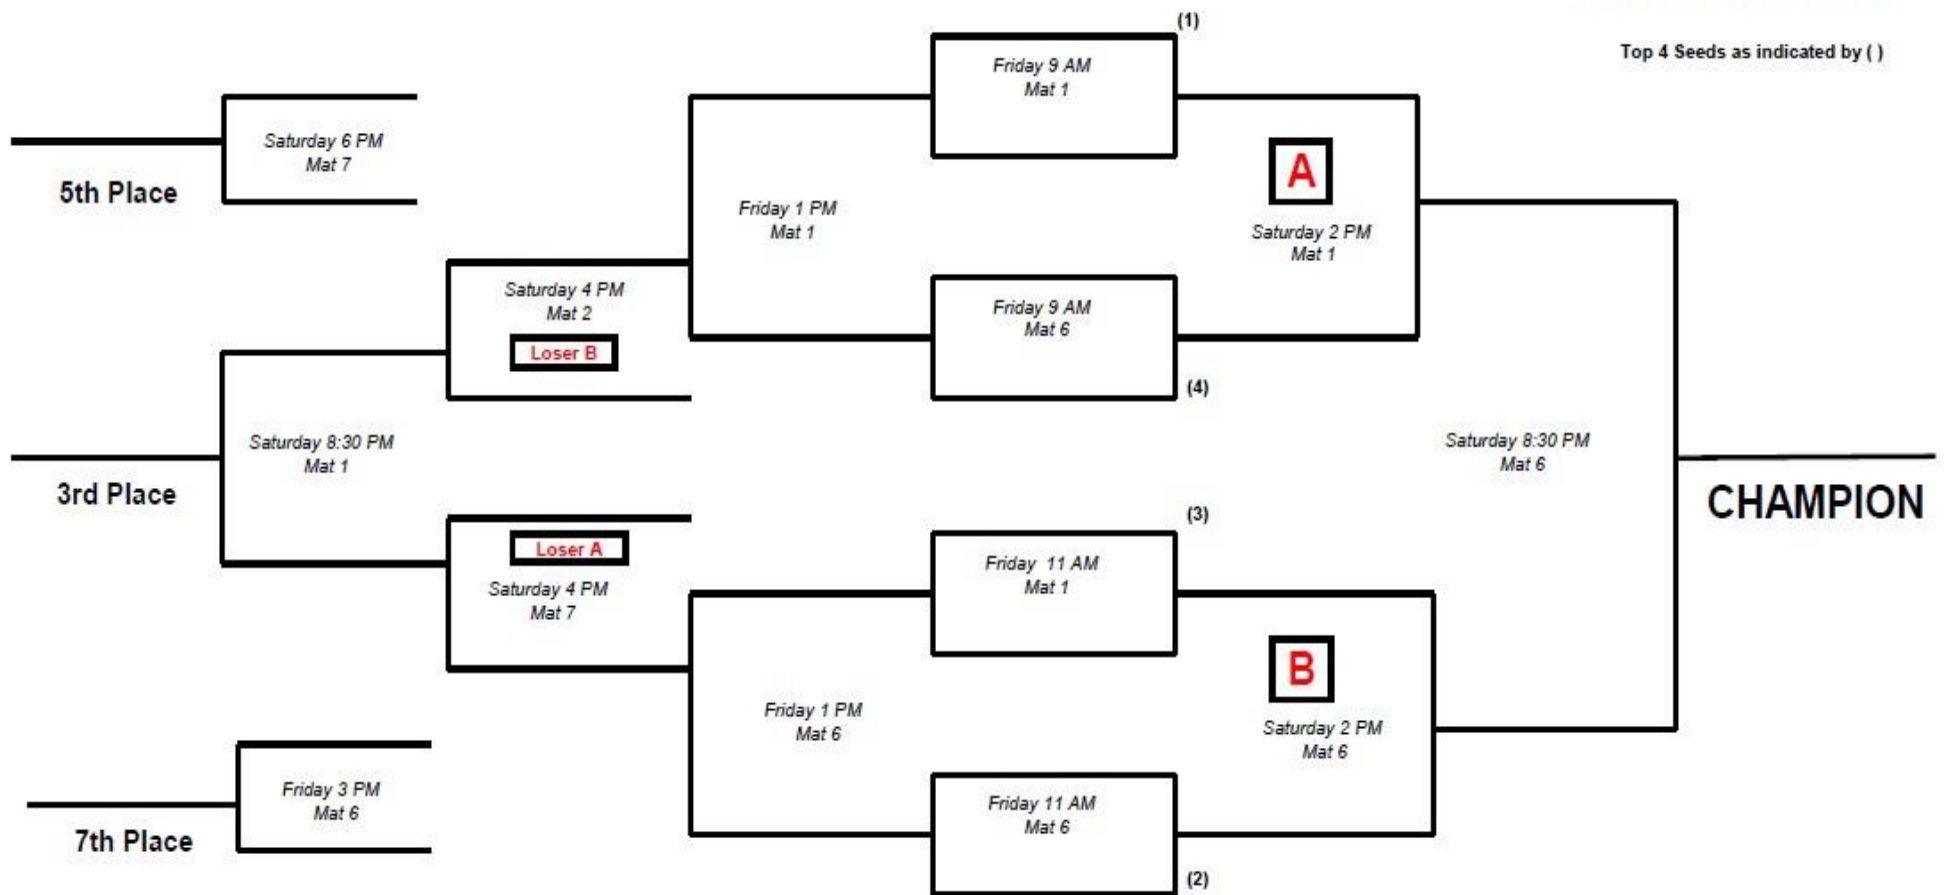 (1)
Top 4 Seeds as indicated by ( )
Friday 9 AM
Mat 1
Saturday 6 PM
Mat 7
5th Place
A
Friday 1 PM
Mat 1
Saturday 2 PM
Mat 1
Saturday 4 PM
Mat 2
Loser B
Friday 9 AM
Mat 6
(4)
Saturday 8:30 PM
Mat 1
3rd Place
Saturday 8:30 PM
Mat 6
CHAMPION
(3)
Loser A
Saturday 4 PM
Mat 7
Friday 11 AM
Mat 1
B
Friday 1 PM
Mat 6
Saturday 2 PM
Mat 6
Friday 3 PM
Mat 6
7th Place
Friday 11 AM
Mat 6
(2)